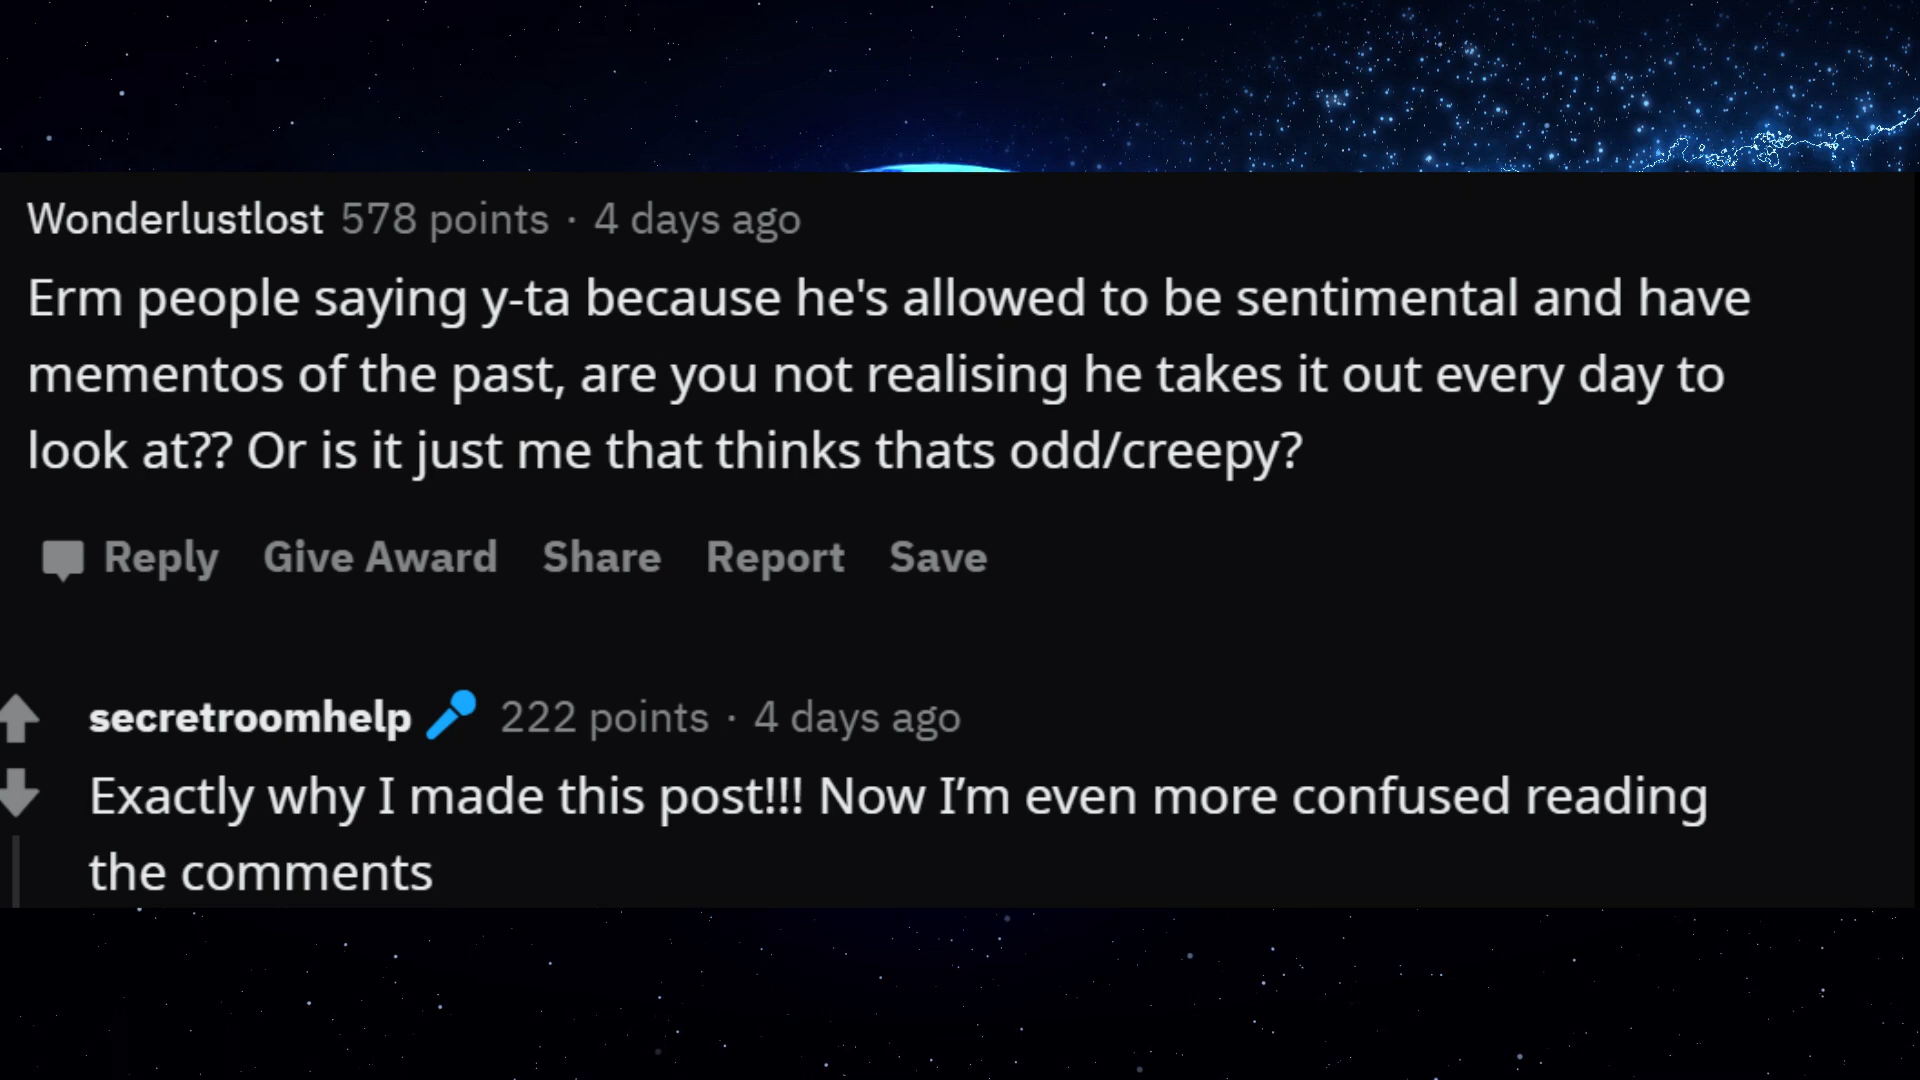 Wonderlustlost 578 points · 4 days ago
Erm people saying y-ta because he's allowed to be sentimental and have
mementos of the past, are you not realising he takes it out every day to
look at?? Or is it just me that thinks thats odd/creepy?
Reply Give Award Share Report Save
secretroomhelp 222 points · 4 days ago
Exactly why I made this post!!! Now I’m even more confused reading
the comments